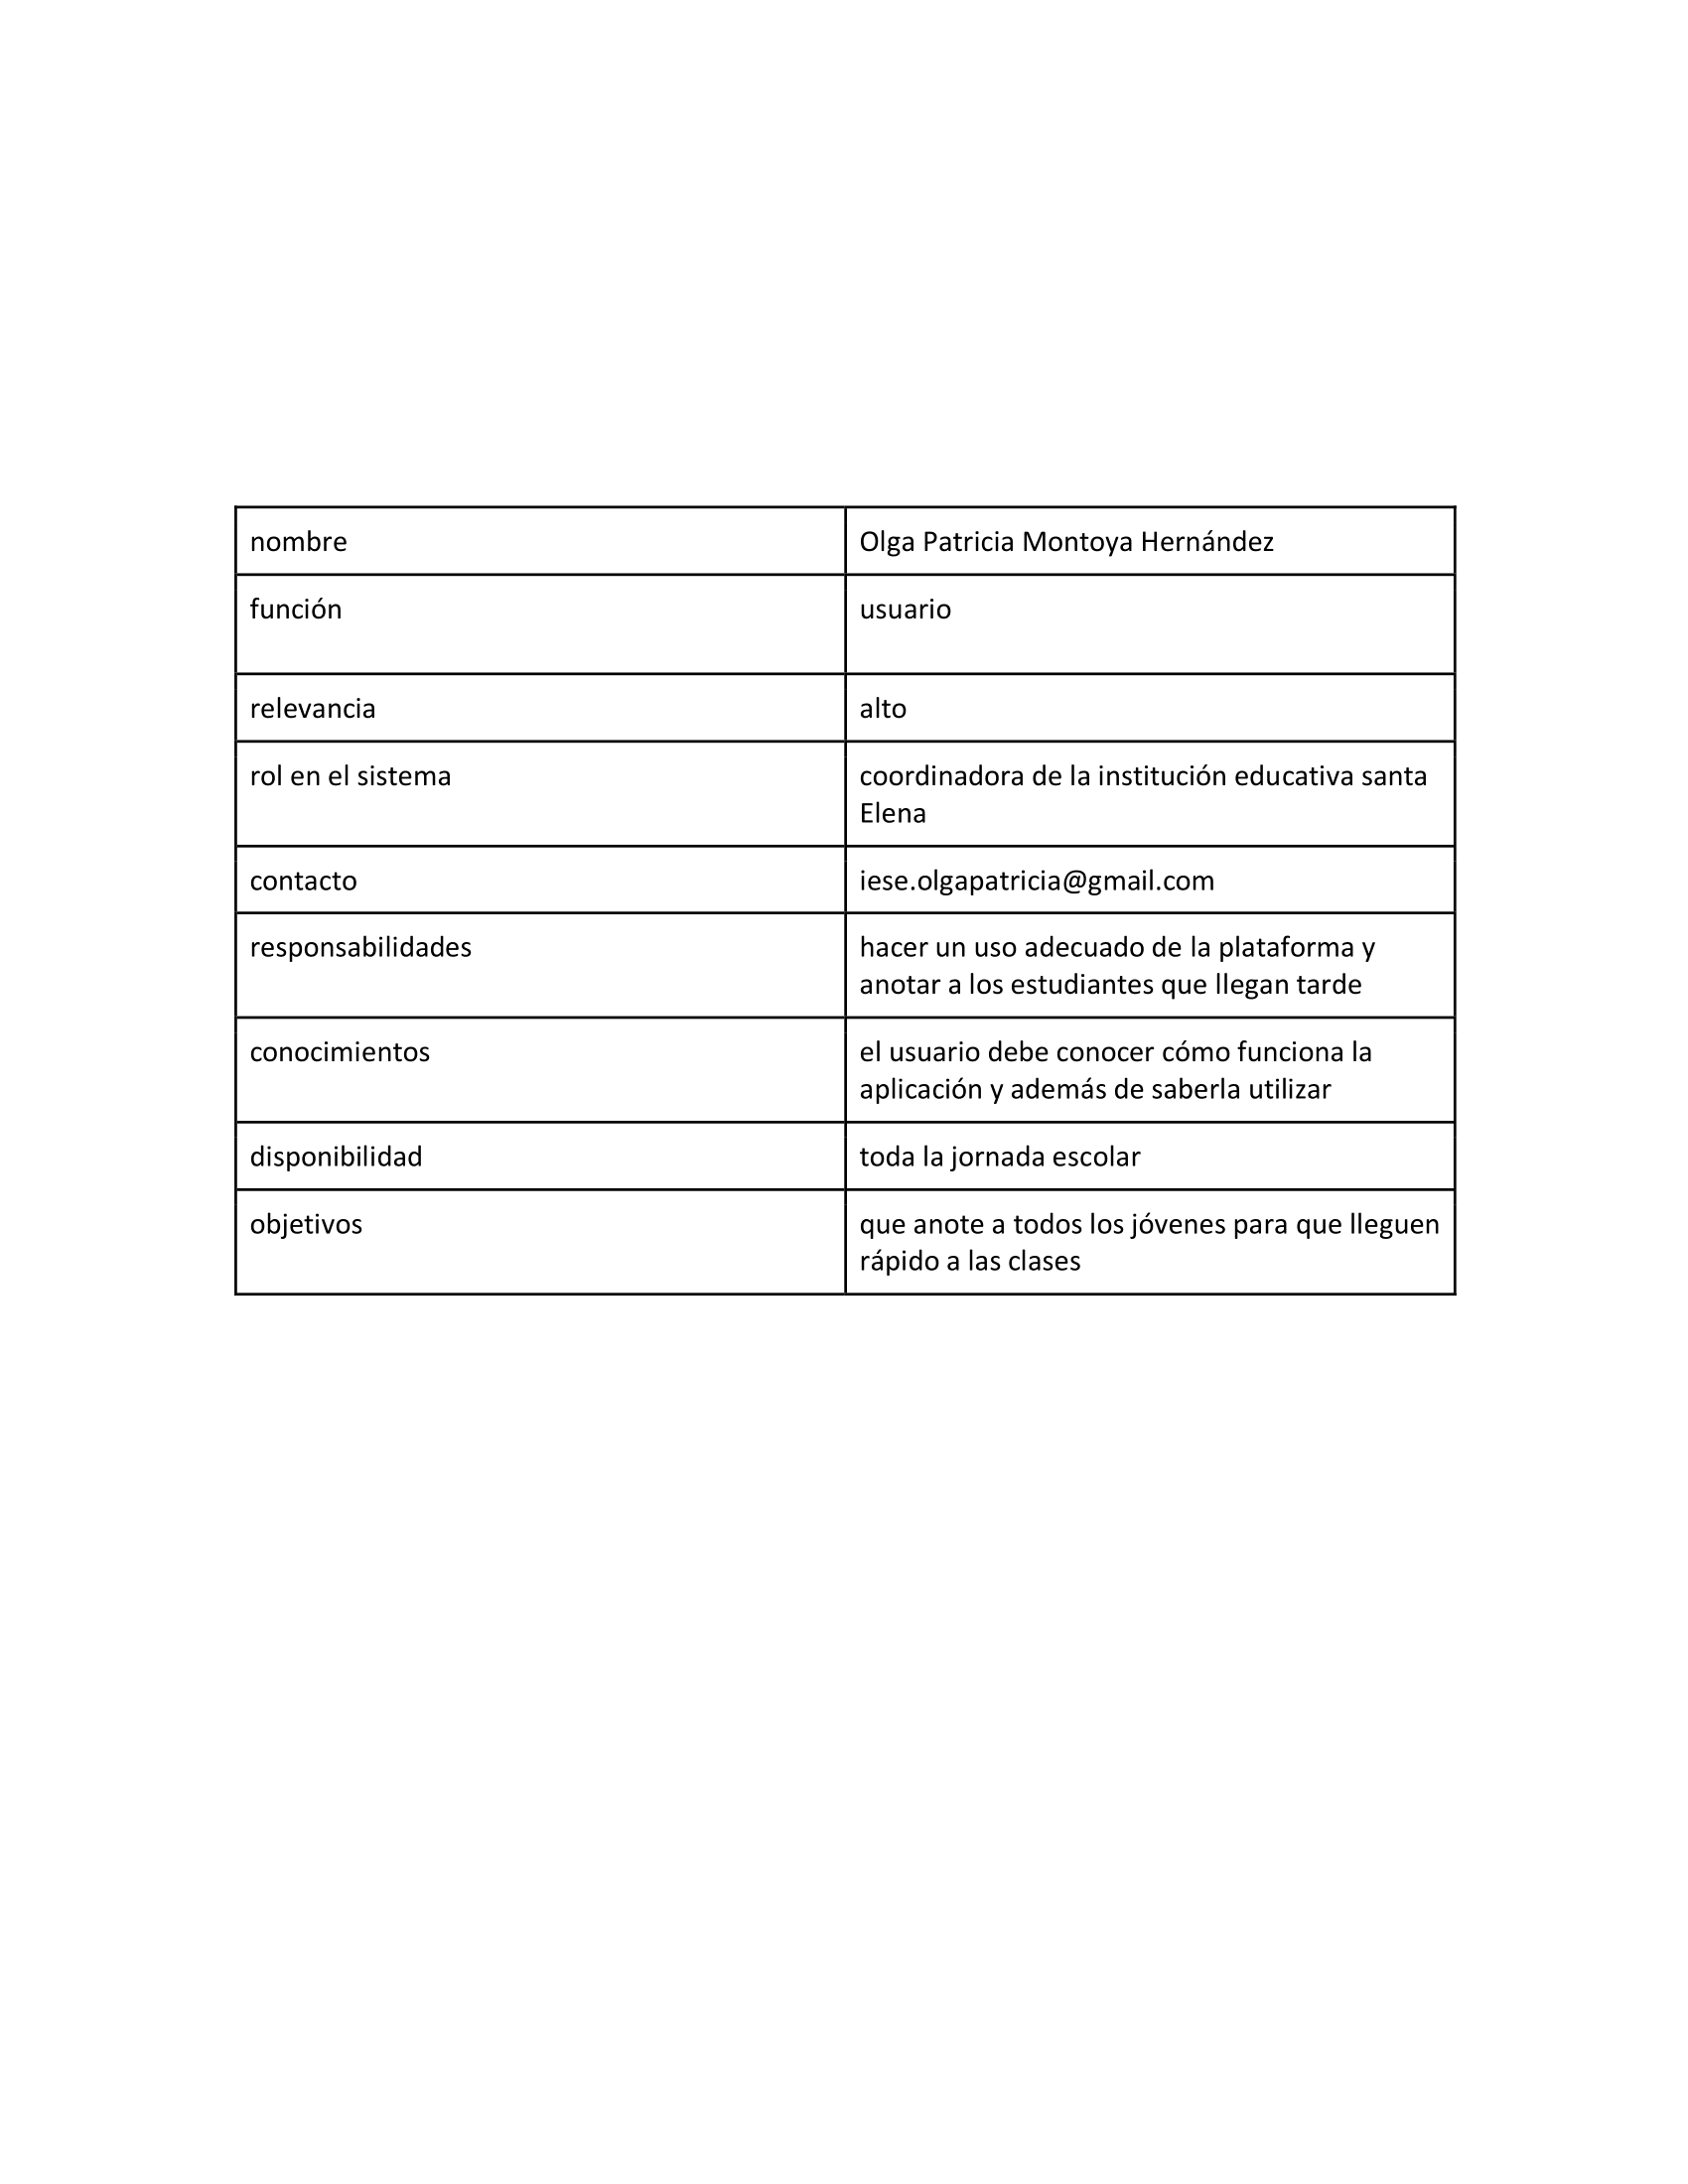 nombre
Olga Patricia Montoya Hernández
función
usuario
relevancia
alto
rol en el sistema
coordinadora de la institución educativa santa
Elena
contacto
iese.olgapatricia@gmail.com
responsabilidades
hacer un uso adecuado de la plataforma y
anotar a los estudiantes que llegan tarde
conocimientos
el usuario debe conocer cómo funciona la
aplicación y además de saberla utilizar
disponibilidad
toda la jornada escolar
objetivos
que anote a todos los jóvenes para que lleguen
rápido a las clases